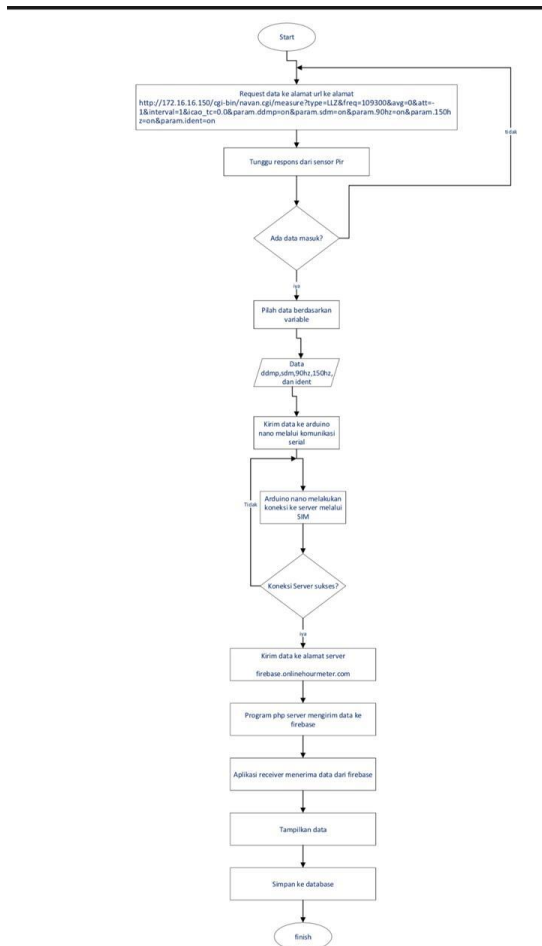 Start
Request data ke alamat url ke alamat
http://172.16.16.150/cgi-bin/navan.cgi/measure?type=LLZ&freq=109300&avg=0&att=-
1&interval=1&icao_tc=0.0&param.ddmp=on&param.sdm=on&param.90hz=on&param.150h
z=on&param.ident=on
tidak
Tunggu respons dari sensor Pir
Ada data masuk?
iya
Pilah data berdasarkan
variable
Data
ddmp,sdm,90hz,150hz,
dan ident
Kirim data ke arduino
nano melalui komunikasi
serial
Tidak
Arduino nano melakukan
koneksi ke server melalui
SIM
Koneksi Server sukses?
iya
Kirim data ke alamat server
firebase.onlinehourmeter.com
Program php server mengirim data ke
firebase
Aplikasi receiver menerima data dari firebase
Tampilkan data
Simpan ke database
finish